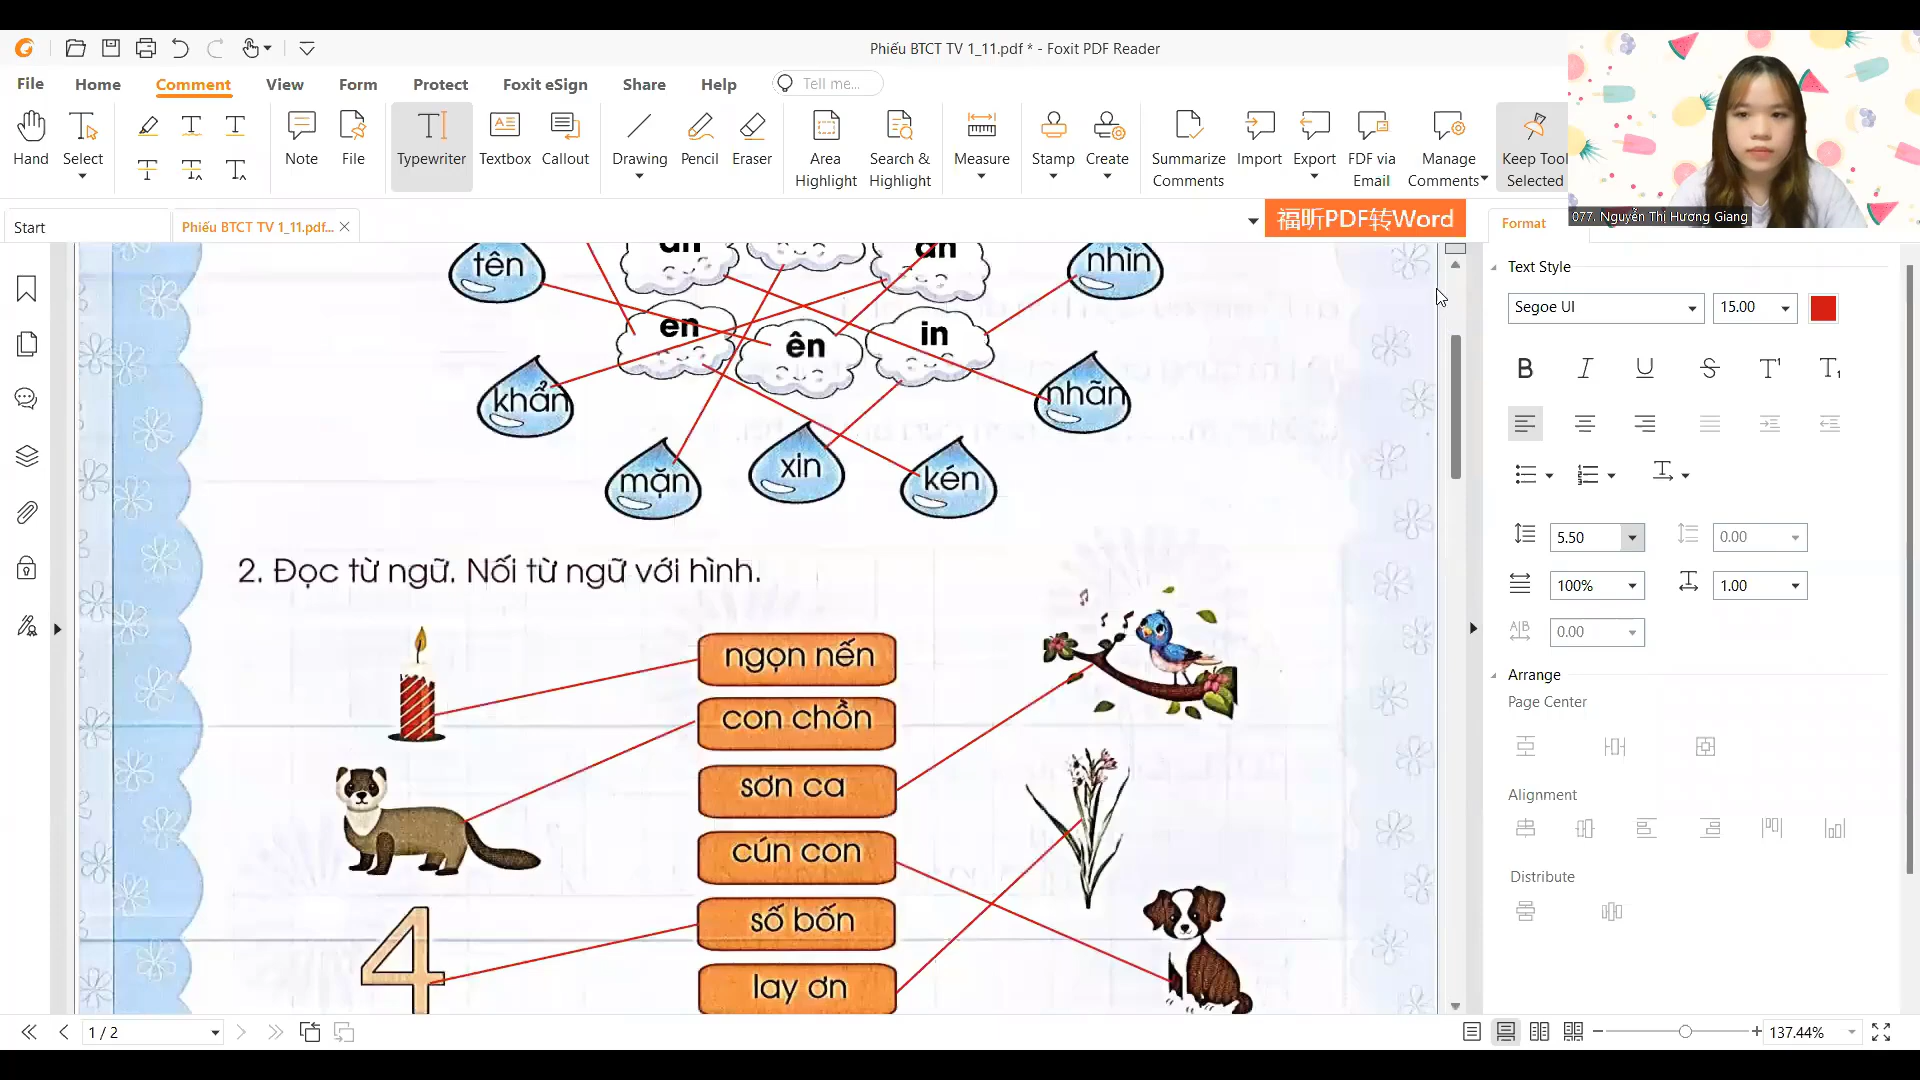 Phiếu BTCT TV 1_11.pdf * - Foxit PDF Reader
File
Home
Comment
View
Form
Protect
Foxit eSign
Share
Help
Tell me...
Hand
Select
Note
File
Typewriter
Textbox
Callout
Drawing
Pencil
Eraser
Area
Highlight
Search &
Highlight
Measure
Stamp
Create
Summarize
Comments
Import
Export
FDF via
Email
Manage
Comments
Keep Tool
Selected
077. Nguyễn Thị Hương Giang
Start
Phiếu BTCT TV 1_11.pdf...
福昕PDF转Word
Format
Text Style
Segoe UI
15.00
5.50
0.00
100%
1.00
0.00
Arrange
Page Center
Alignment
Distribute
tên
nhìn
en
ên
in
khẩn
nhãn
mặn
xin
kén
2. Đọc từ ngữ. Nối từ ngữ với hình.
ngọn nến
con chồn
sơn ca
cún con
số bốn
lay ơn
4
1 / 2
137.44%